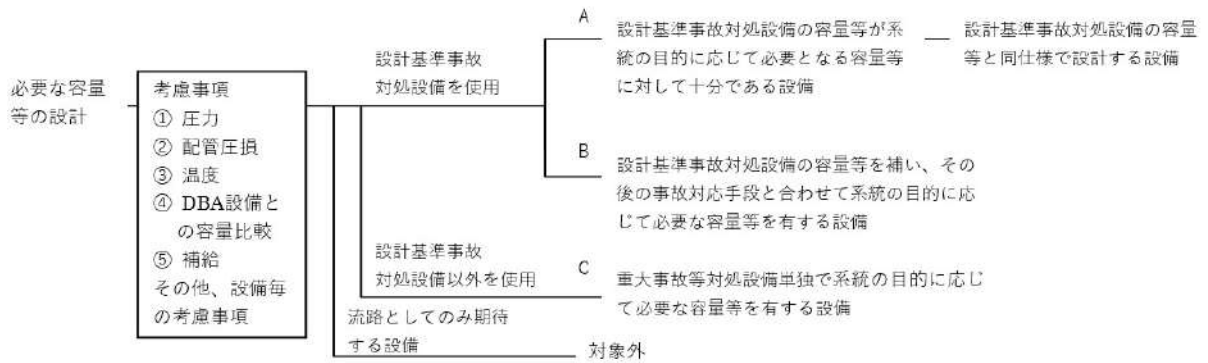 必要な容量
等の設計
考慮事項
① 圧力
② 配管圧損
③ 温度
④ DBA設備と
の容量比較
⑤ 補給
その他、設備毎
の考慮事項
設計基準事故
対処設備を使用
A
設計基準事故対処設備の容量等が系
統の目的に応じて必要となる容量等
に対して十分である設備
設計基準事故対処設備の容量
等と同仕様で設計する設備
B
設計基準事故対処設備の容量等を補い、その
後の事故対応手段と合わせて系統の目的に応
じて必要な容量等を有する設備
設計基準事故
対処設備以外を使用
C
重大事故等対処設備単独で系統の目的に応じ
て必要な容量等を有する設備
流路としてのみ期待
する設備
対象外